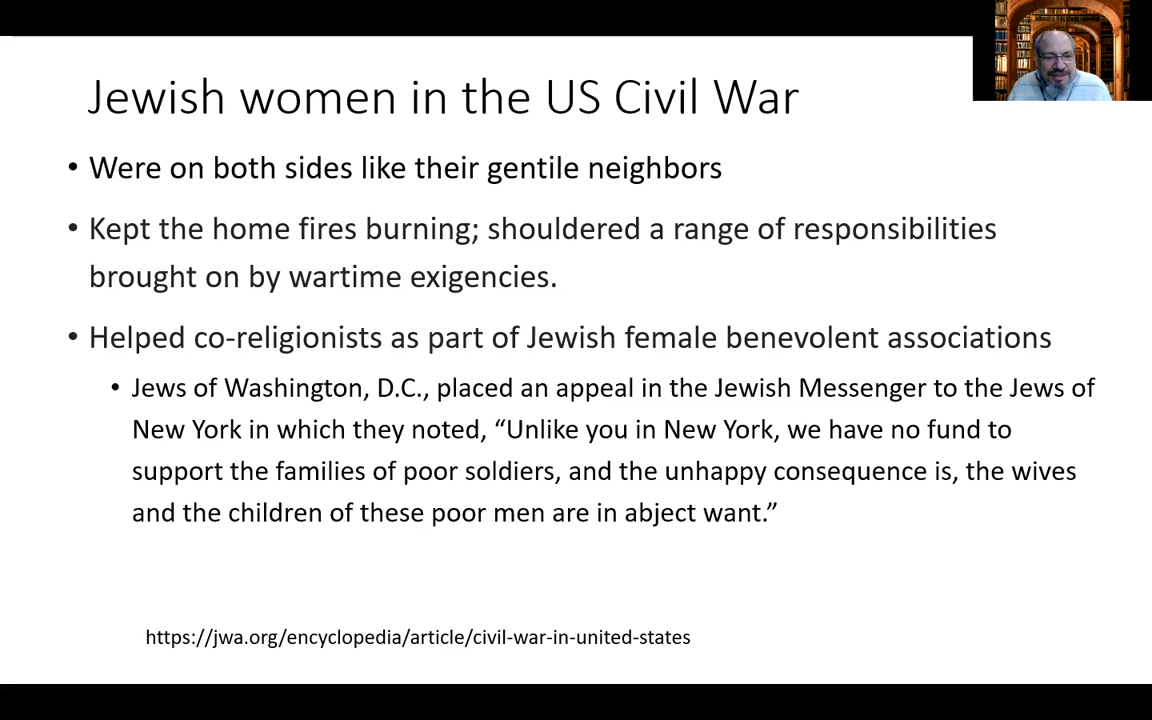 Jewish women in the US Civil War
• Were on both sides like their gentile neighbors
• Kept the home fires burning; shouldered a range of responsibilities
brought on by wartime exigencies.
• Helped co-religionists as part of Jewish female benevolent associations
• Jews of Washington, D.C., placed an appeal in the Jewish Messenger to the Jews of
New York in which they noted, “Unlike you in New York, we have no fund to
support the families of poor soldiers, and the unhappy consequence is, the wives
and the children of these poor men are in abject want.”
https://jwa.org/encyclopedia/article/civil-war-in-united-states